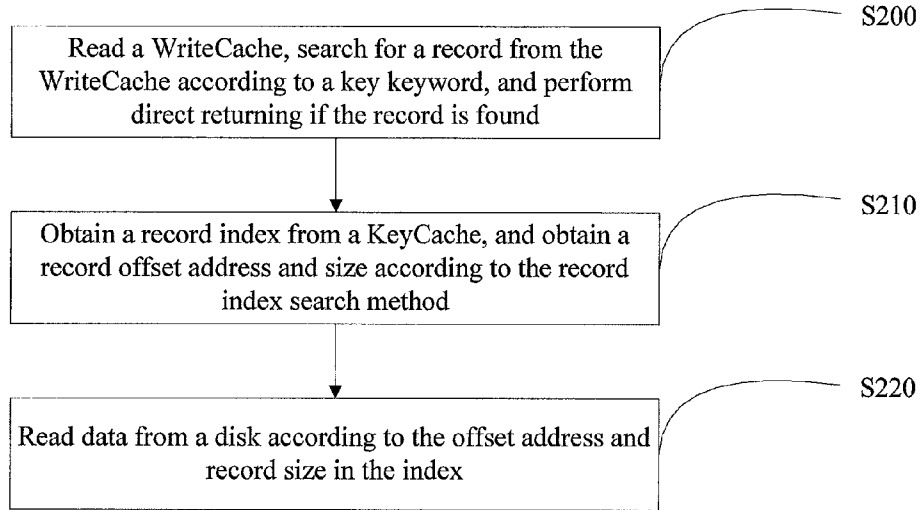 S200
Read a WriteCache, search for a record from the
WriteCache according to a key keyword, and perform
direct returning if the record is found
S210
Obtain a record index from a KeyCache, and obtain a
record offset address and size according to the record
index search method
S220
Read data from a disk according to the offset address and
record size in the index